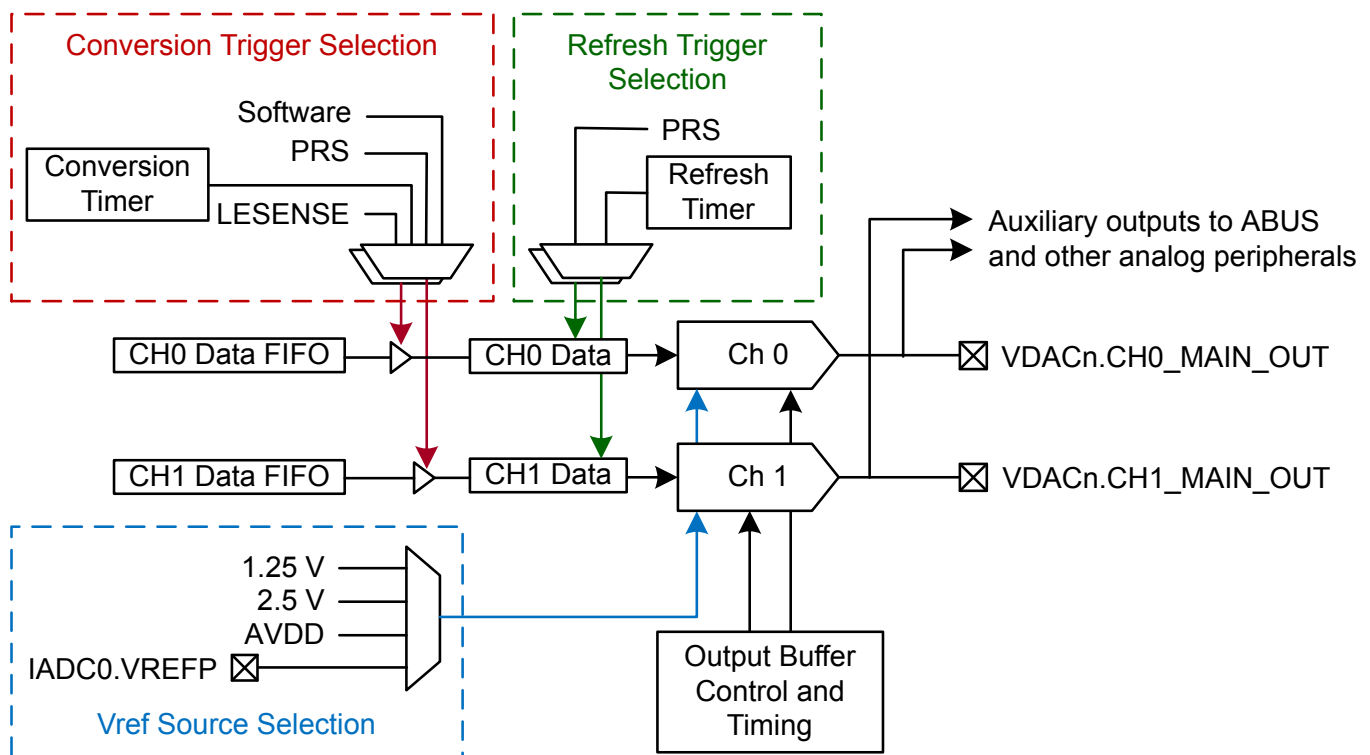 Conversion Trigger Selection
Refresh Trigger
Selection
Software
PRS
Conversion
Timer
LESENSE
PRS
Refresh
Timer
Auxiliary outputs to ABUS
and other analog peripherals
CH0 Data FIFO
CH0 Data
Ch 0
VDACn.CH0_MAIN_OUT
CH1 Data FIFO
CH1 Data
Ch 1
VDACn.CH1_MAIN_OUT
1.25 V
2.5 V
AVDD
IADC0.VREFP
Vref Source Selection
Output Buffer
Control and
Timing